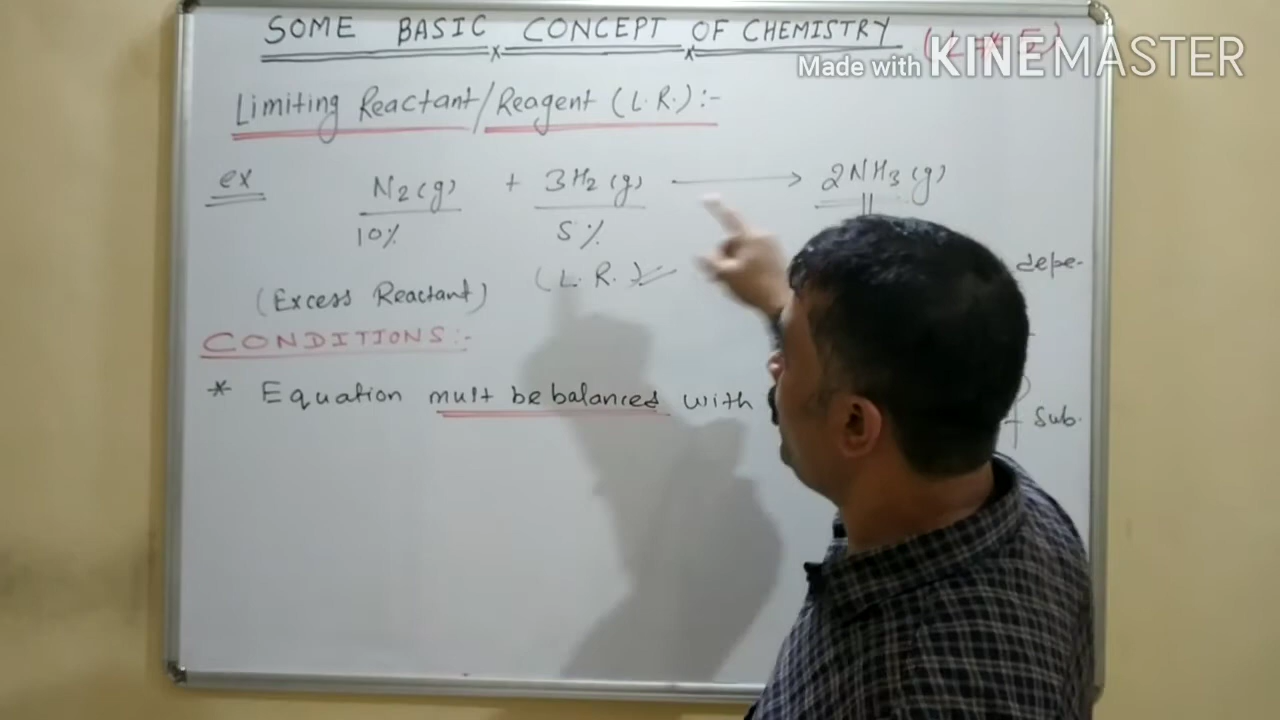 SOME BASIC CONCEPT OF CHEMISTRY
Made with KINEMASTER
Limiting Reactant/Reagent (L.R.):-
ex N2(g) + 3H2(g) → 2NH3(g)
10% 5%
depe-
(L.R.)
(Excess Reactant)
CONDITIONS:-
* Equation must be balanced with
Sub.